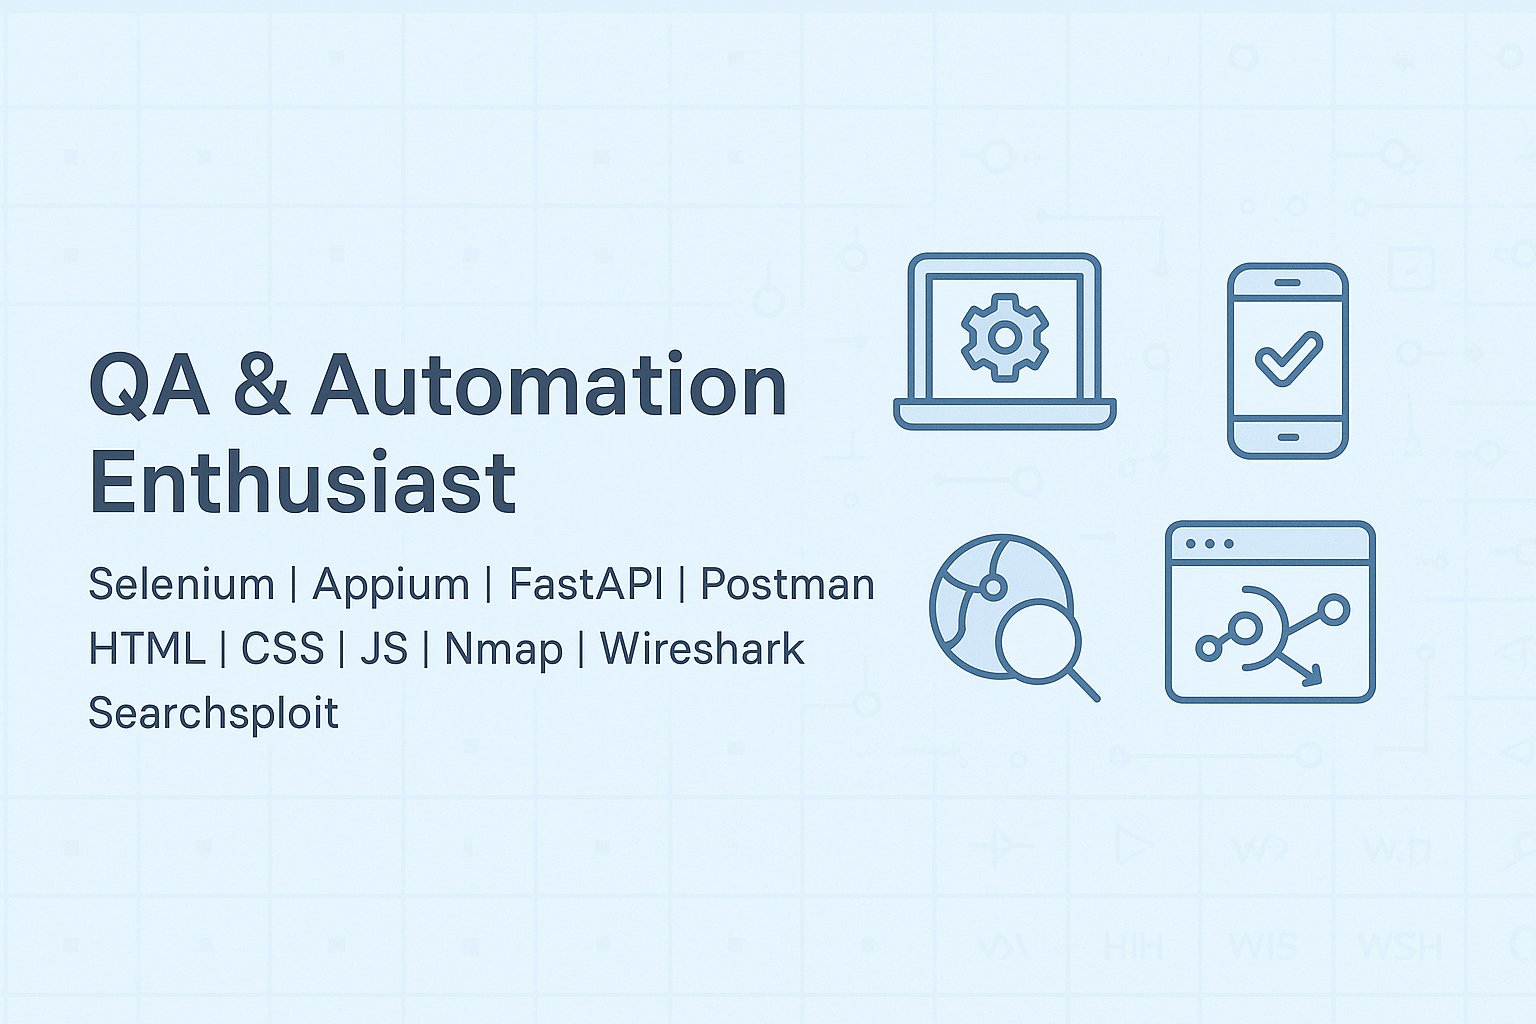 QA & Automation
Enthusiast
Selenium | Appium | FastAPI | Postman
HTML | CSS | JS | Nmap | Wireshark
Searchsploit